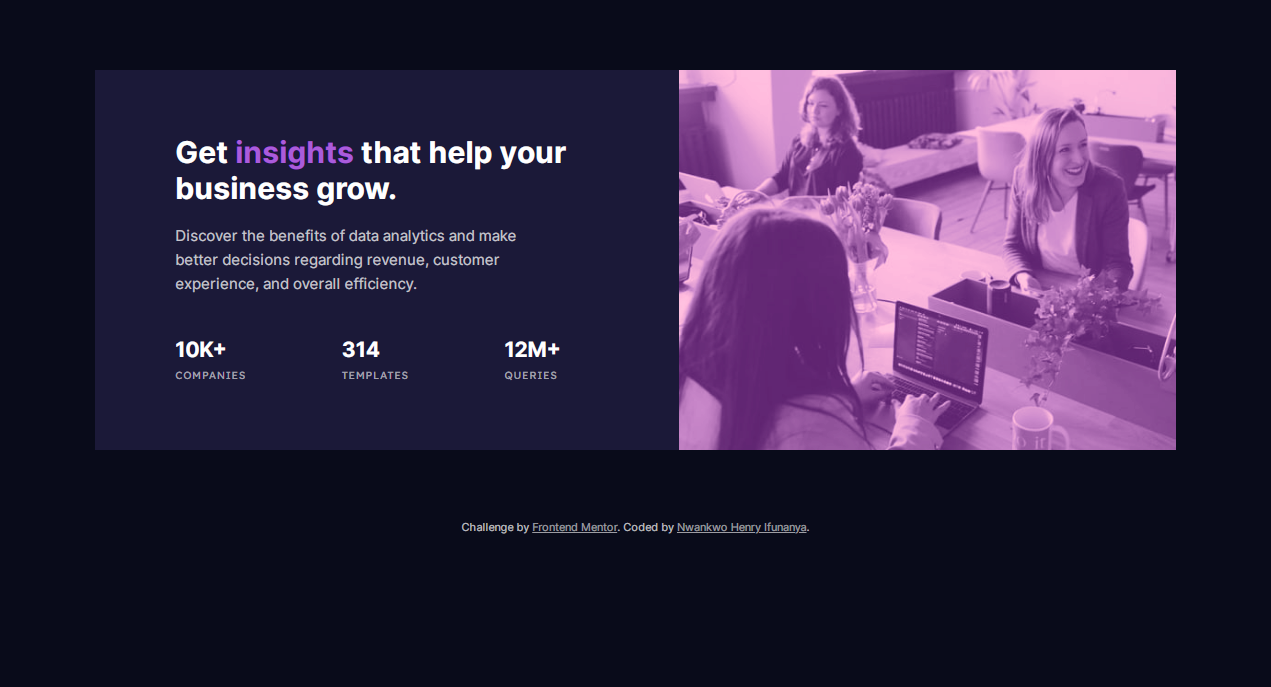 Get insights that help your
business grow.
Discover the benefits of data analytics and make
better decisions regarding revenue, customer
experience, and overall efficiency.
10K+ 314 12M+
COMPANIES TEMPLATES QUERIES
Challenge by Frontend Mentor. Coded by Nwankwo Henry Ifunanya.